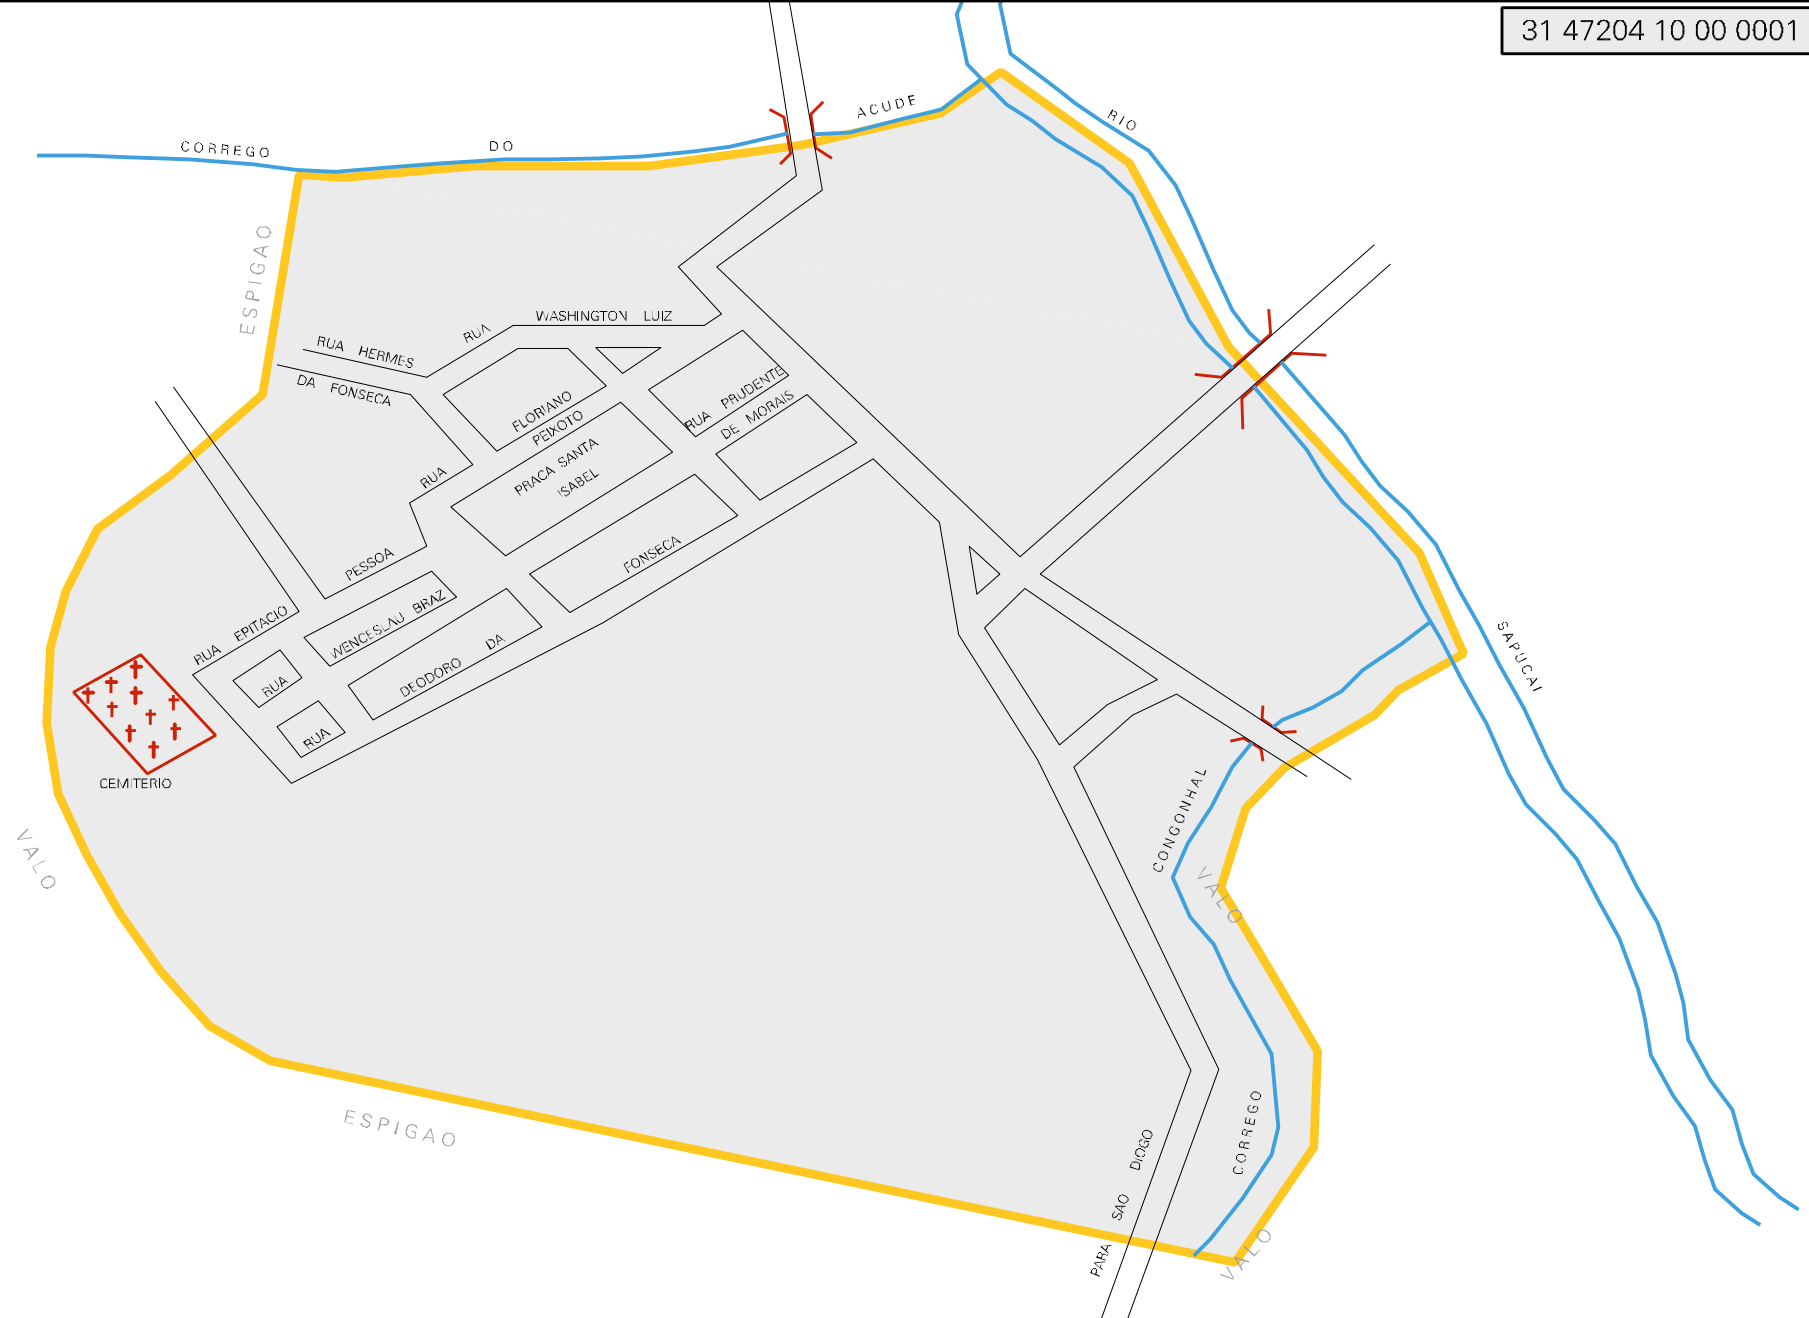 31 47204 10 00 0001
ACUDE
RIO
CORREGO
DO
ESPIGAO
RUA WASHINGTON LUIZ
RUA HERMES
DA FONSECA
RUA PRUDENTE
DE MORAIS
FLORIANO
PEIXOTO
RUA
PRACA SANTA
ISABEL
PESSOA
FONSECA
RUA EPITACIO
WENCESLAU BRAZ
RUA
DEODORO DA
RUA
CEMITERIO
SAPUCAI
CONGONHAL
VALO
VALO
CORREGO
ESPIGAO
PARA SAO DIOGO
VALO